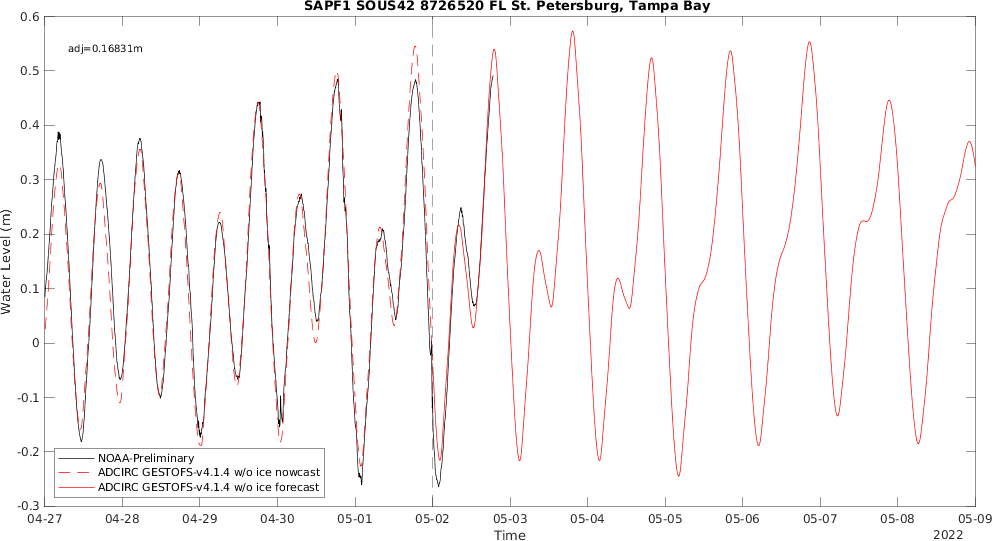 SAPF1 SOUS42 8726520 FL St. Petersburg, Tampa Bay
adj=0.16831m
0.6
0.5
0.4
0.3
0.2
0.1
0
-0.1
-0.2
-0.3
Water Level (m)
NOAA-Preliminary
ADCIRC GESTOFS-v4.1.4 w/o ice nowcast
ADCIRC GESTOFS-v4.1.4 w/o ice forecast
04-27 04-28 04-29 04-30 05-01 05-02 05-03 05-04 05-05 05-06 05-07 05-08 05-09
Time
2022